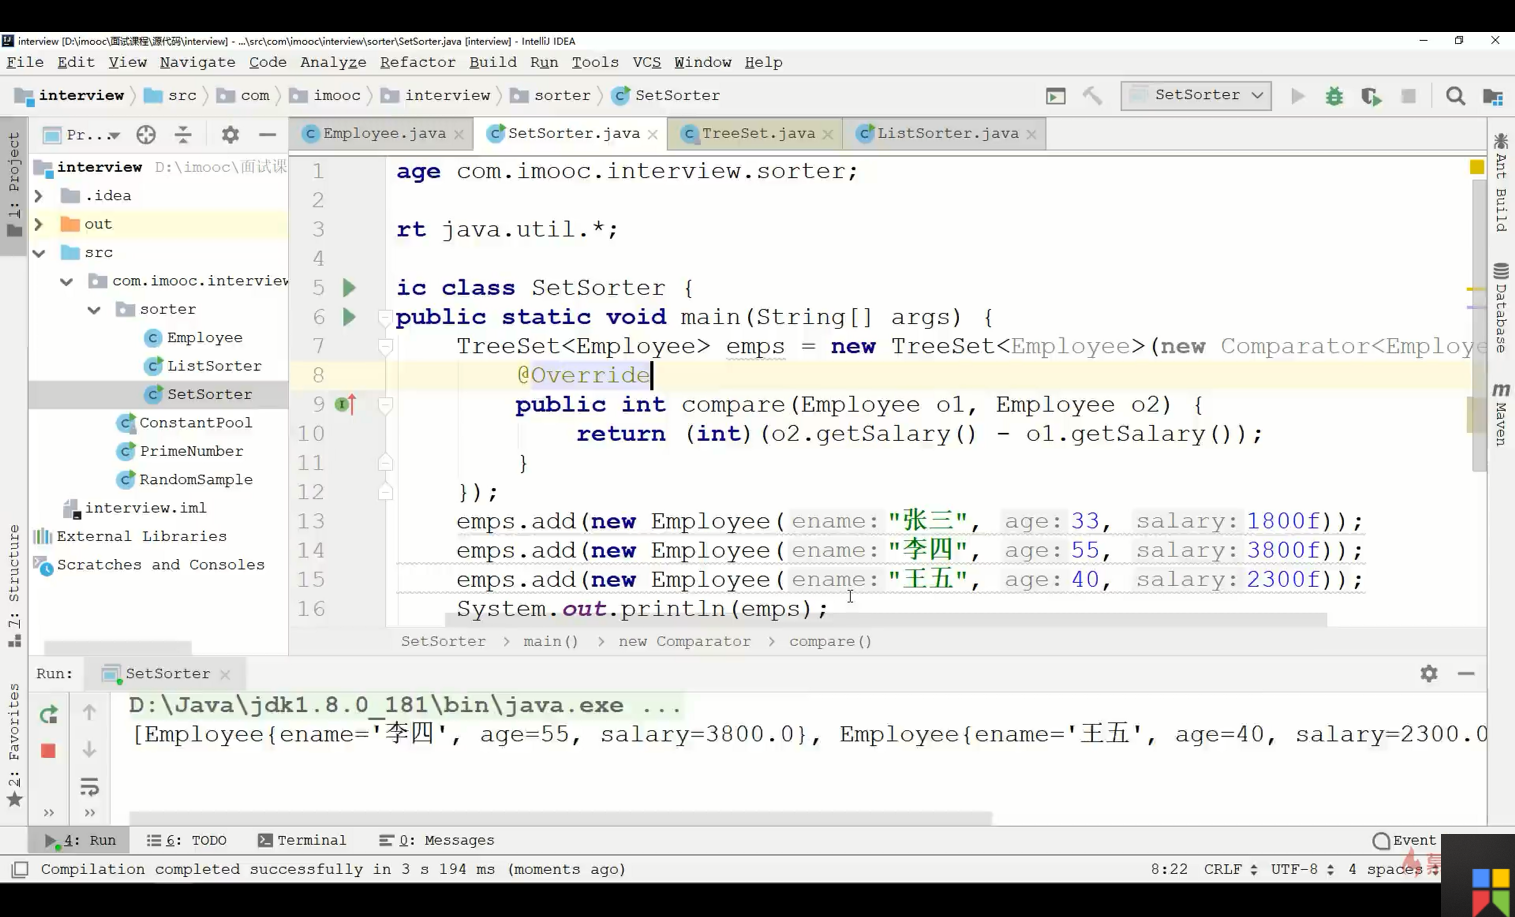 interview [D:\imooc\面试课程\源代码\interview] - ...\src\com\imooc\interview\sorter\SetSorter.java [interview] - IntelliJ IDEA
File Edit View Navigate Code Analyze Refactor Build Run Tools VCS Window Help
interview src com imooc interview sorter SetSorter SetSorter
Pr... Employee.java SetSorter.java TreeSet.java ListSorter.java
1: Project
interview D:\imooc\面试课
.idea
out
src
com.imooc.interview
sorter
Employee
ListSorter
SetSorter
ConstantPool
PrimeNumber
RandomSample
interview.iml
External Libraries
Scratches and Consoles
7: Structure
2: Favorites
1 age com.imooc.interview.sorter;
2
3 rt java.util.*;
4
5 ic class SetSorter {
6 public static void main(String[] args) {
7 TreeSet<Employee> emps = new TreeSet<Employee>(new Comparator<Employe
8 @Override
9 public int compare(Employee o1, Employee o2) {
10 return (int)(o2.getSalary() - o1.getSalary());
11 }
12 });
13 emps.add(new Employee( ename: "张三", age: 33, salary: 1800f));
14 emps.add(new Employee( ename: "李四", age: 55, salary: 3800f));
15 emps.add(new Employee( ename: "王五", age: 40, salary: 2300f));
16 System.out.println(emps);
SetSorter main() new Comparator compare()
Ant Build
Database
Maven
Run: SetSorter
D:\Java\jdk1.8.0_181\bin\java.exe ...
[Employee{ename='李四', age=55, salary=3800.0}, Employee{ename='王五', age=40, salary=2300.0
4: Run 6: TODO Terminal 0: Messages Event
Compilation completed successfully in 3 s 194 ms (moments ago) 8:22 CRLF UTF-8 4 spaces